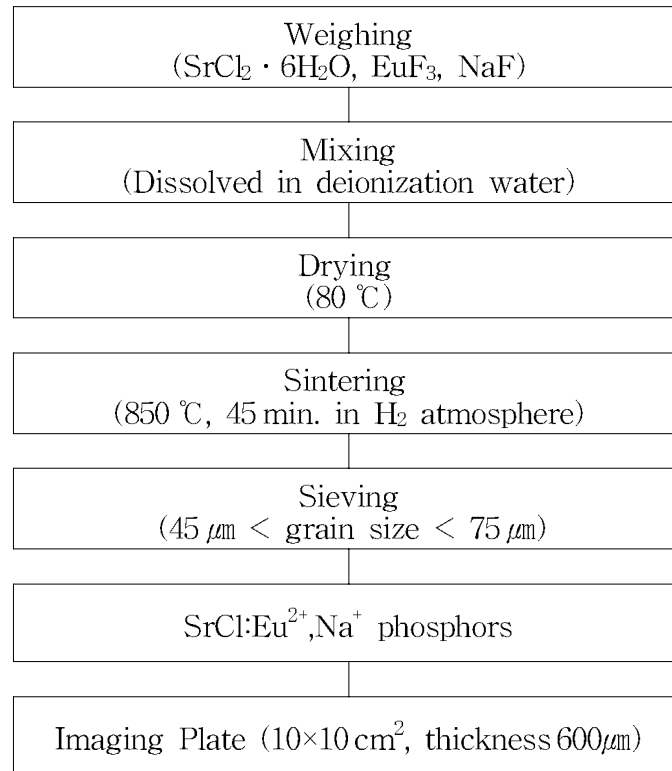 Weighing
(SrCl₂・6H₂O, EuF₃, NaF)
Mixing
(Dissolved in deionization water)
Drying
(80 ℃)
Sintering
(850 ℃, 45 min. in H₂ atmosphere)
Sieving
(45 ㎛ < grain size < 75 ㎛)
SrCl:Eu²⁺,Na⁺ phosphors
Imaging Plate (10×10 cm², thickness 600㎛)